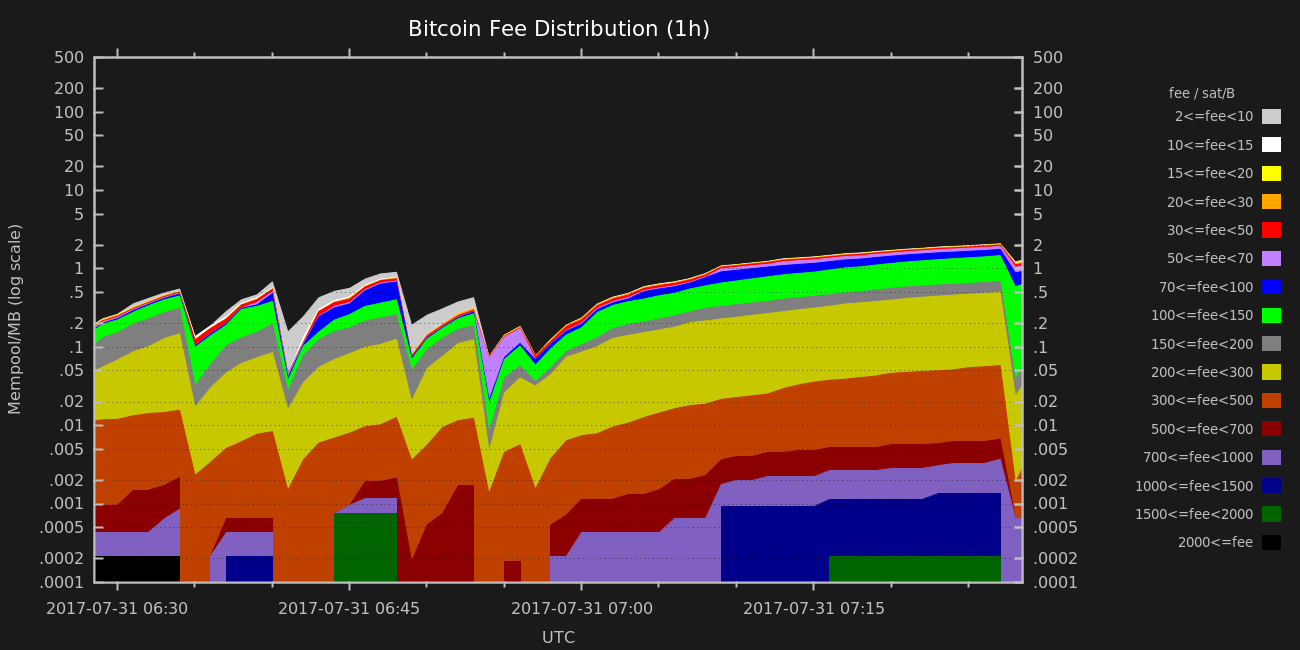 Bitcoin Fee Distribution (1h)
500 500
200 200
100 100
50 50
20 20
10 10
5 5
2 2
1 1
.5 .5
.2 .2
.1 .1
.05 .05
.02 .02
.01 .01
.005 .005
.002 .002
.001 .001
.0005 .0005
.0002 .0002
.0001 .0001
Mempool/MB (log scale)
2017-07-31 06:30 2017-07-31 06:45 2017-07-31 07:00 2017-07-31 07:15
UTC
fee / sat/B
2<=fee<10
10<=fee<15
15<=fee<20
20<=fee<30
30<=fee<50
50<=fee<70
70<=fee<100
100<=fee<150
150<=fee<200
200<=fee<300
300<=fee<500
500<=fee<700
700<=fee<1000
1000<=fee<1500
1500<=fee<2000
2000<=fee